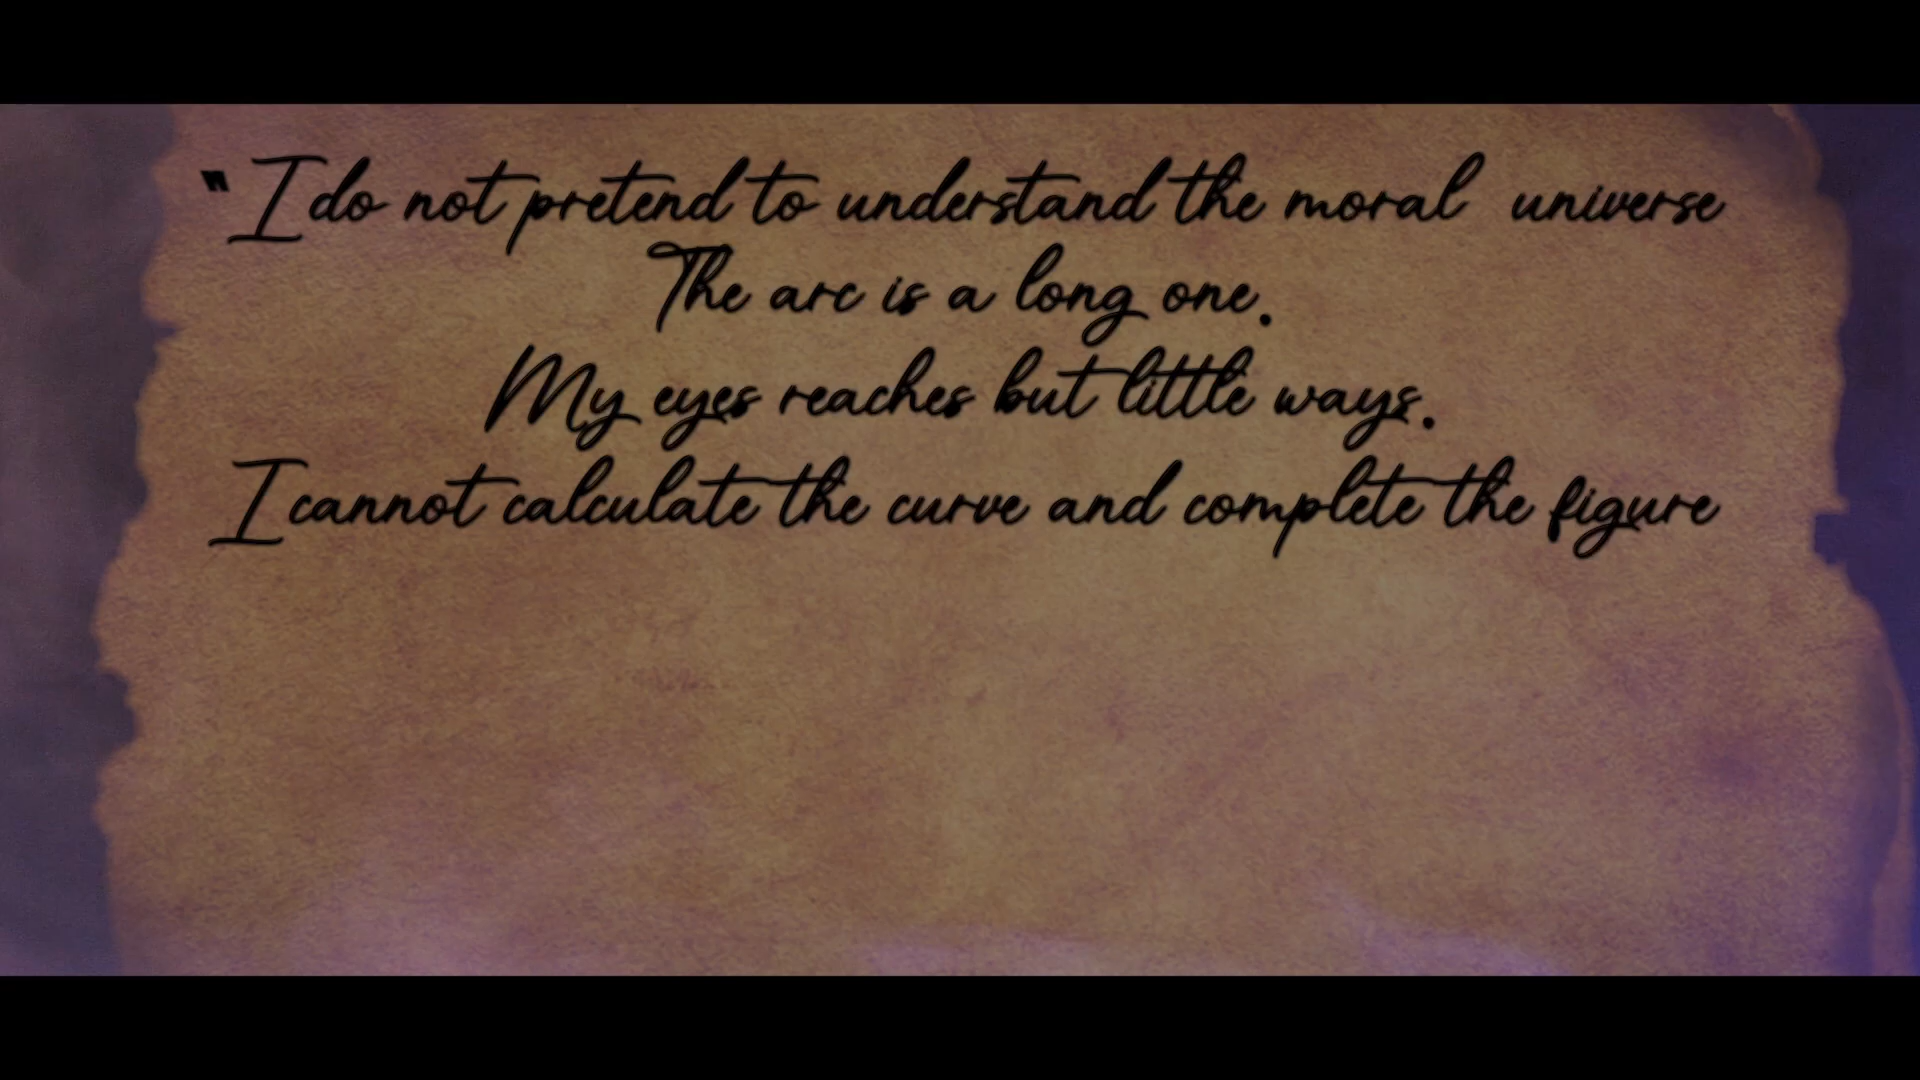 "I do not pretend to understand the moral universe
The arc is a long one.
My eyes reaches but little ways.
I cannot calculate the curve and complete the figure